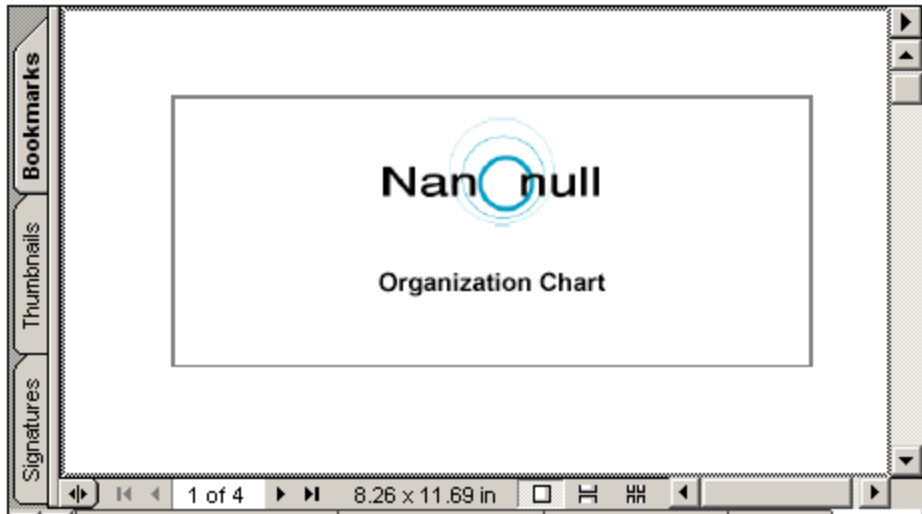 Bookmarks
Thumbnails
Signatures
Nanonull
Organization Chart
1 of 4
8.26 x 11.69 in